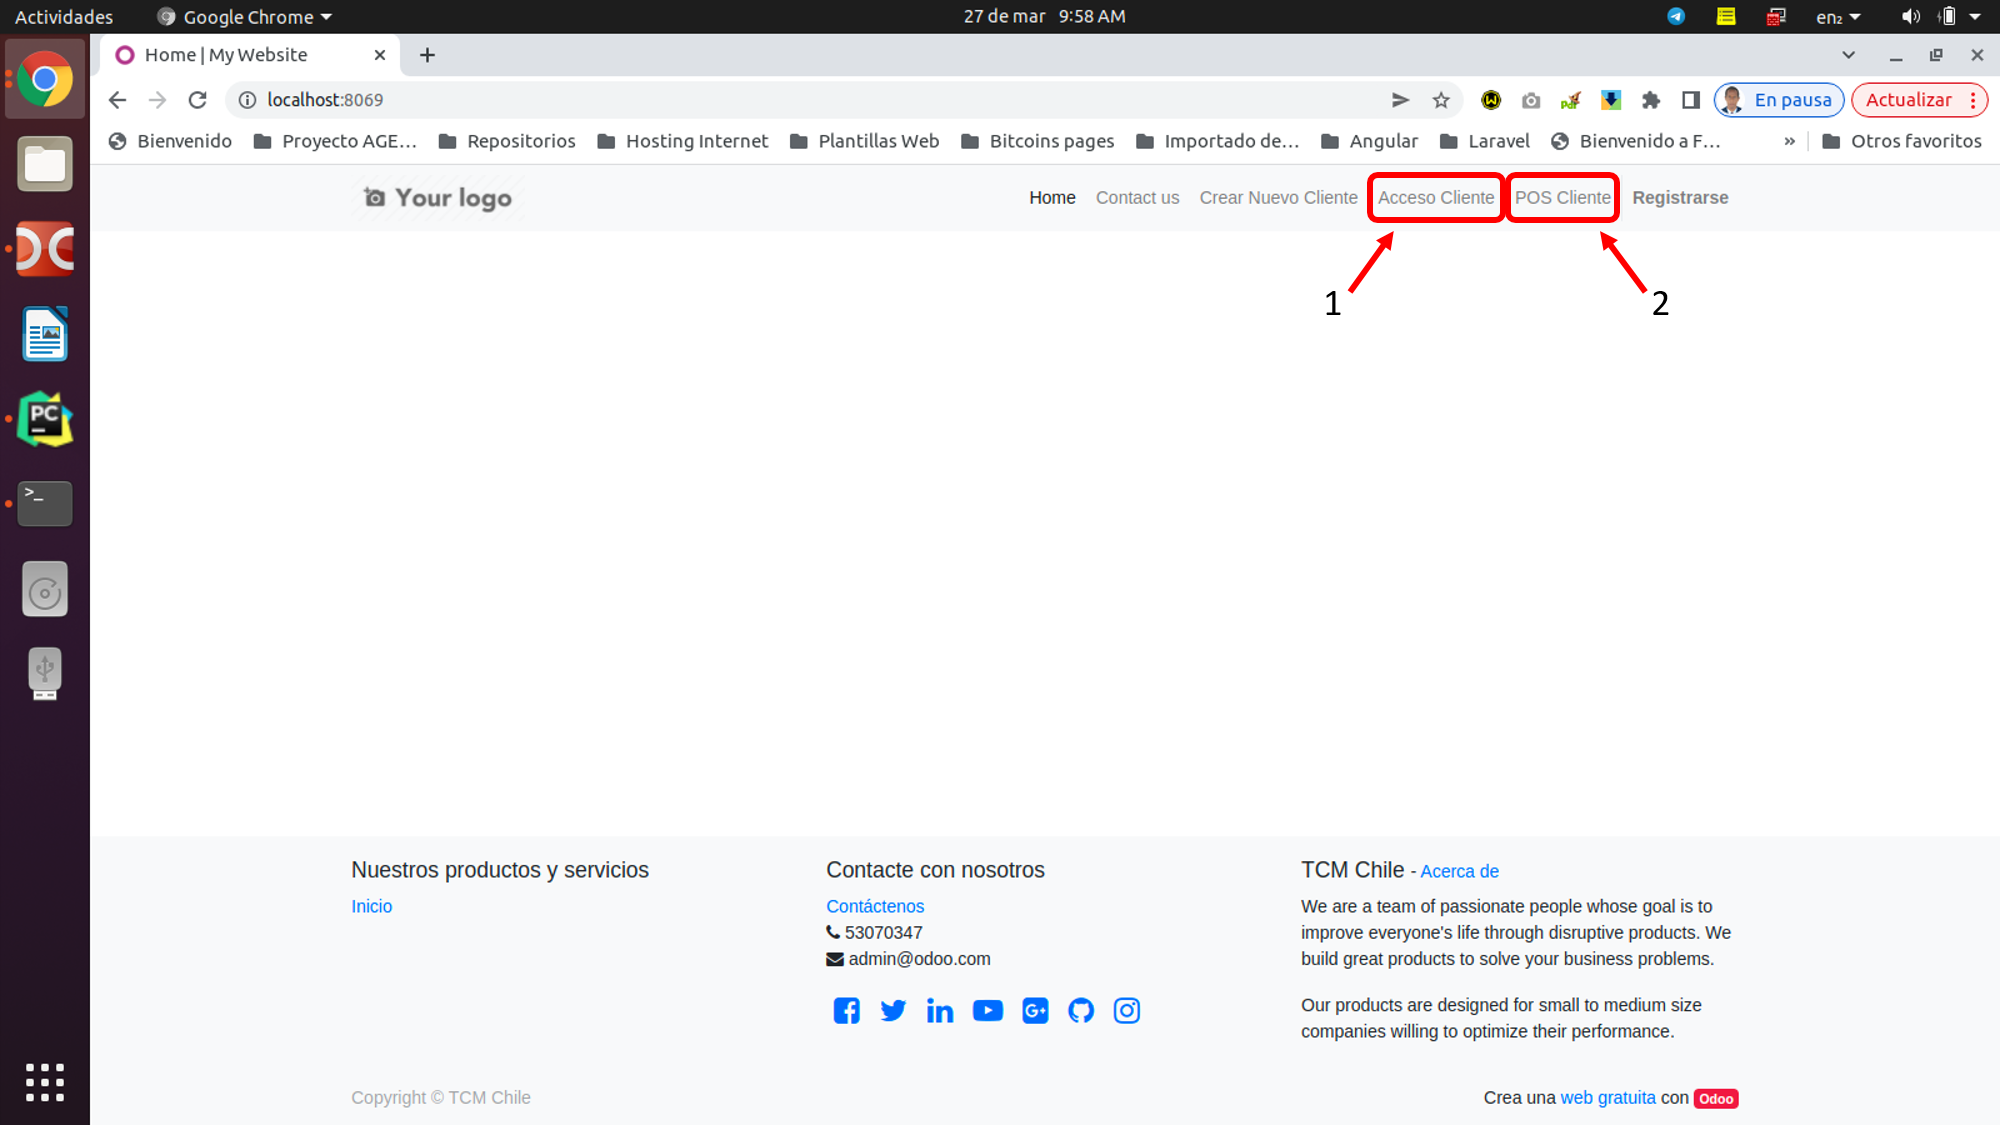 Actividades Google Chrome 27 de mar 9:58 AM en₂
Home | My Website
localhost:8069 En pausa Actualizar
Bienvenido Proyecto AGE... Repositorios Hosting Internet Plantillas Web Bitcoins pages Importado de... Angular Laravel Bienvenido a F... » Otros favoritos
Your logo Home Contact us Crear Nuevo Cliente Acceso Cliente POS Cliente Registrarse
1 2
PC
>_
Nuestros productos y servicios
Inicio
Contacte con nosotros
Contáctenos
53070347
admin@odoo.com
TCM Chile - Acerca de
We are a team of passionate people whose goal is to
improve everyone's life through disruptive products. We
build great products to solve your business problems.
Our products are designed for small to medium size
companies willing to optimize their performance.
Copyright © TCM Chile
Crea una web gratuita con Odoo